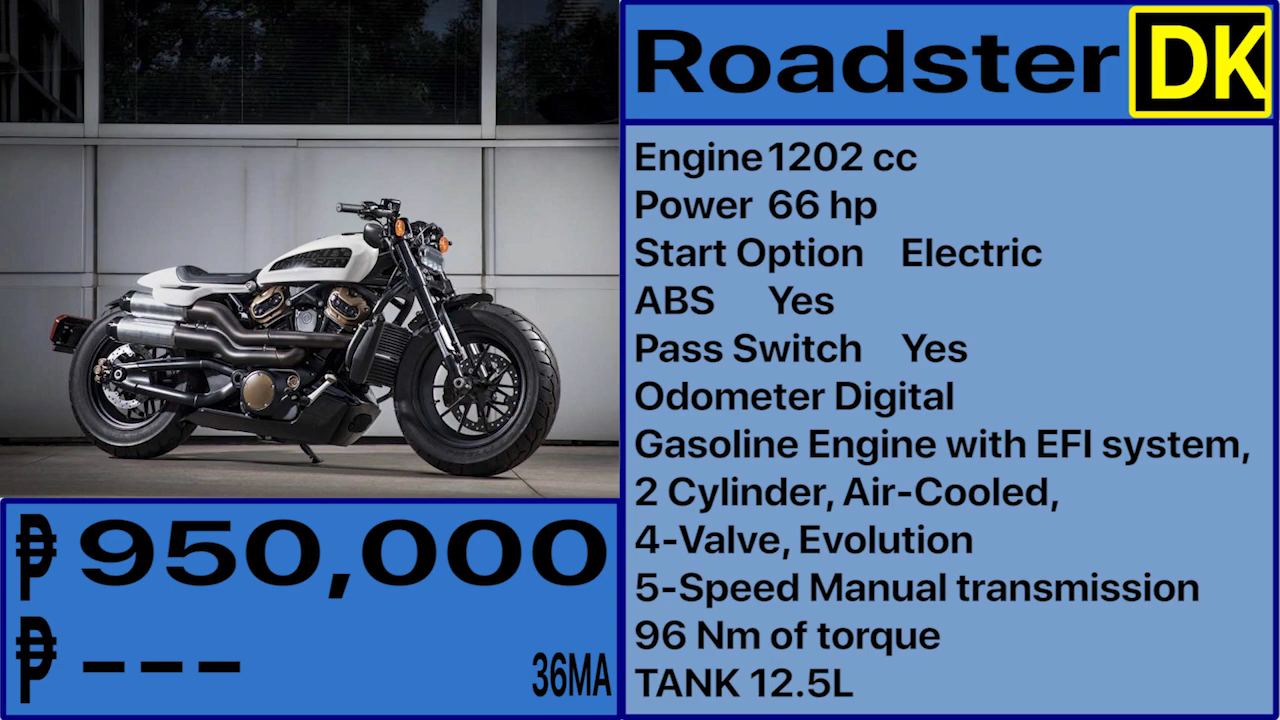 Roadster DK
Engine 1202 cc
Power 66 hp
Start Option Electric
ABS Yes
Pass Switch Yes
Odometer Digital
Gasoline Engine with EFI system,
2 Cylinder, Air-Cooled,
4-Valve, Evolution
5-Speed Manual transmission
96 Nm of torque
TANK 12.5L
₱ 950,000
₱ ---
36MA